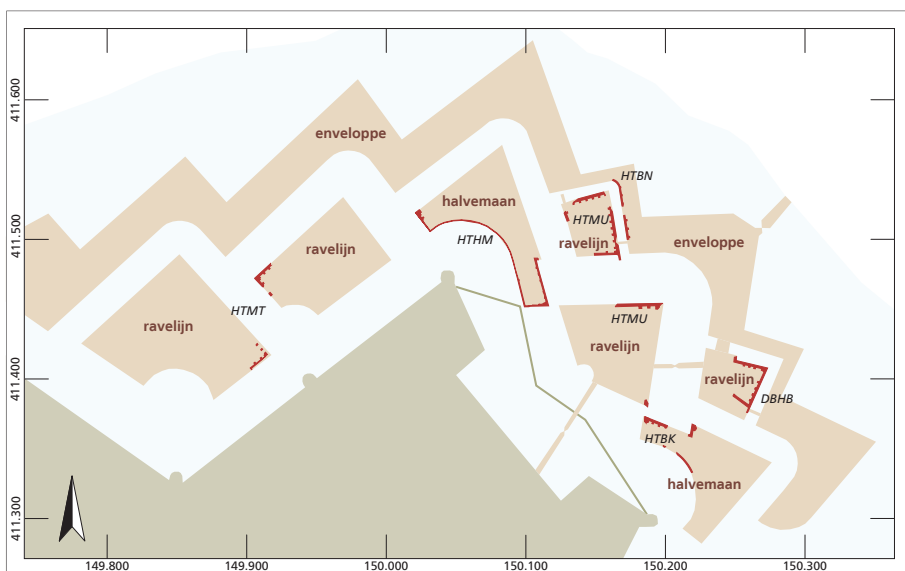 411.600
enveloppe
HTBN
halvemaan
HTMU
411.500
HTHM
ravelijn
enveloppe
ravelijn
HTMT
HTMU
ravelijn
ravelijn
411.400
ravelijn
DBHB
HTBK
halvemaan
411.300
149.800
149.900
150.000
150.100
150.200
150.300